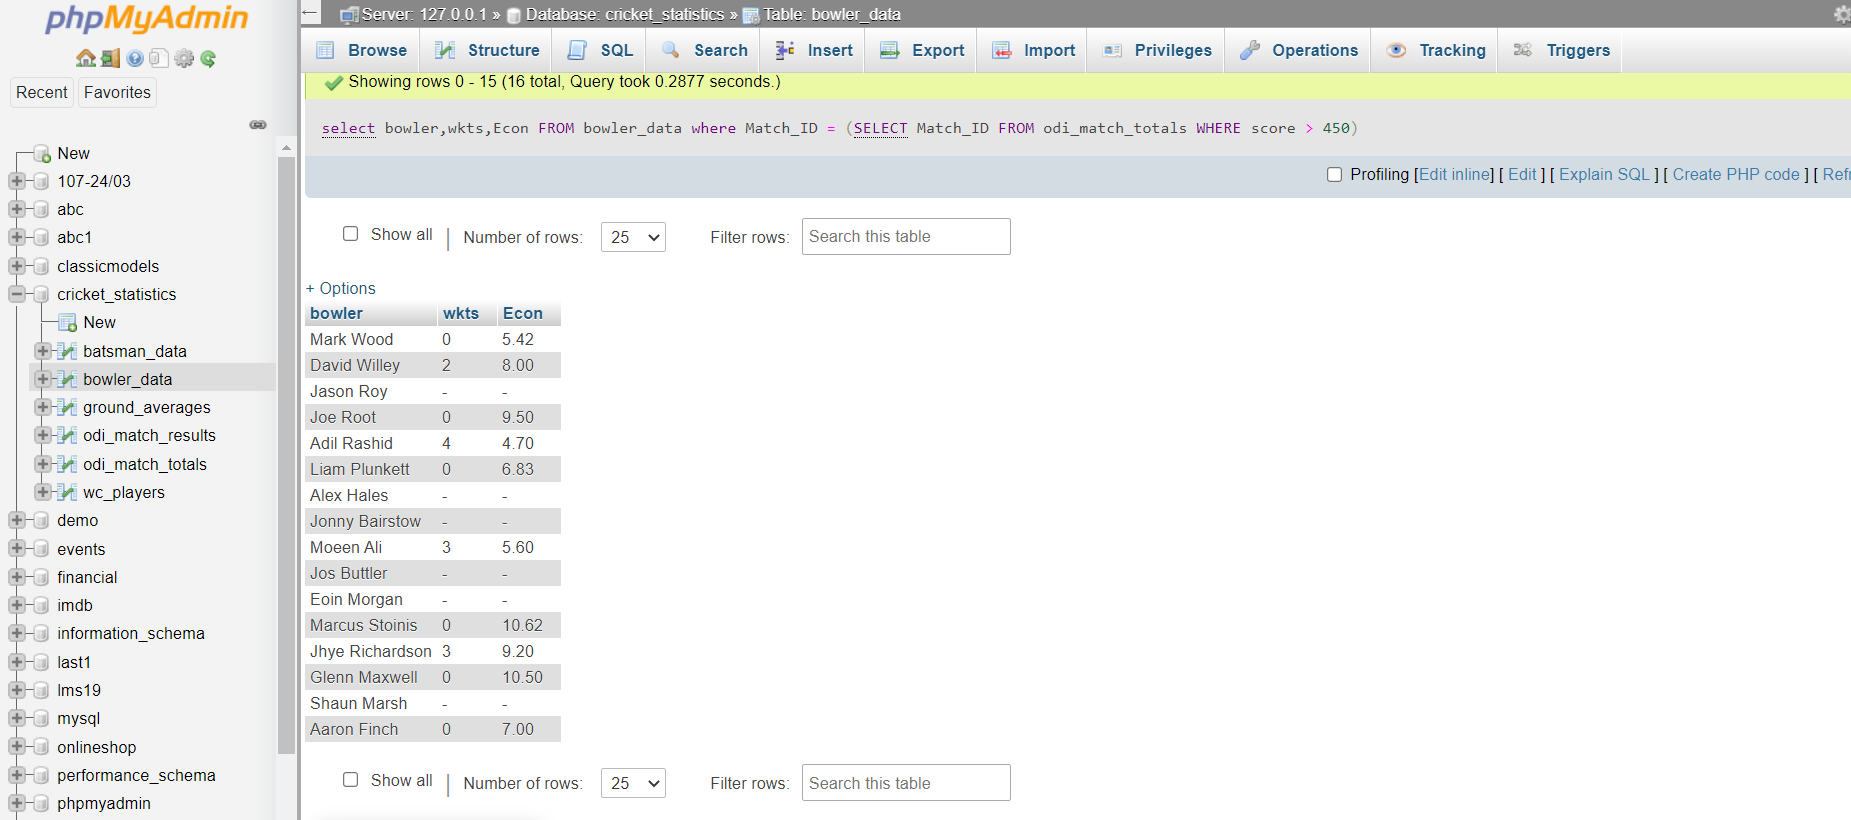 phpMyAdmin
Recent Favorites
New
107-24/03
abc
abc1
classicmodels
cricket_statistics
New
batsman_data
bowler_data
ground_averages
odi_match_results
odi_match_totals
wc_players
demo
events
financial
imdb
information_schema
last1
lms19
mysql
onlineshop
performance_schema
phpmyadmin
Server: 127.0.0.1 » Database: cricket_statistics » Table: bowler_data
Browse Structure SQL Search Insert Export Import Privileges Operations Tracking Triggers
Showing rows 0 - 15 (16 total, Query took 0.2877 seconds.)
select bowler,wkts,Econ FROM bowler_data where Match_ID = (SELECT Match_ID FROM odi_match_totals WHERE score > 450)
Profiling [Edit inline] [ Edit ] [ Explain SQL ] [ Create PHP code ] [ Refr
Show all | Number of rows: 25 Filter rows: Search this table
+ Options
bowler wkts Econ
Mark Wood 0 5.42
David Willey 2 8.00
Jason Roy - -
Joe Root 0 9.50
Adil Rashid 4 4.70
Liam Plunkett 0 6.83
Alex Hales - -
Jonny Bairstow - -
Moeen Ali 3 5.60
Jos Buttler - -
Eoin Morgan - -
Marcus Stoinis 0 10.62
Jhye Richardson 3 9.20
Glenn Maxwell 0 10.50
Shaun Marsh - -
Aaron Finch 0 7.00
Show all | Number of rows: 25 Filter rows: Search this table